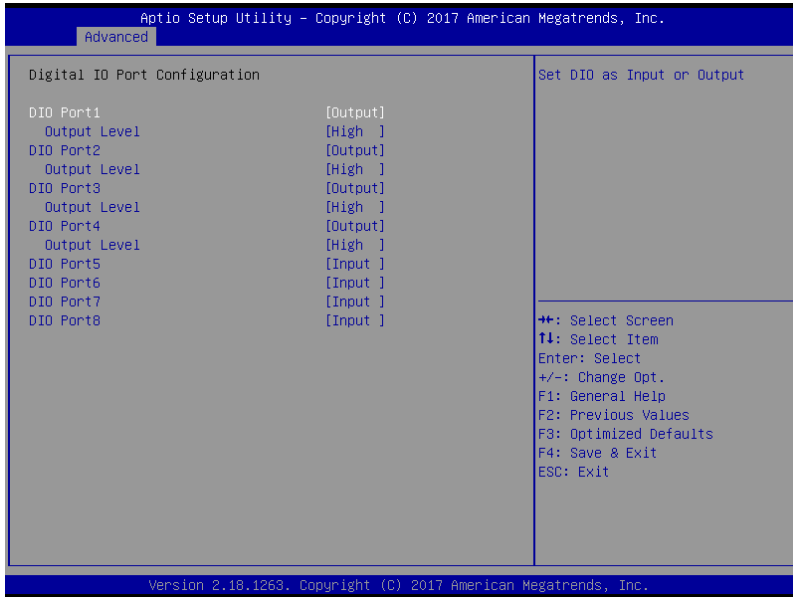 Aptio Setup Utility – Copyright (C) 2017 American Megatrends, Inc.
Advanced
Digital IO Port Configuration
DIO Port1 [Output]
Output Level [High ]
DIO Port2 [Output]
Output Level [High ]
DIO Port3 [Output]
Output Level [High ]
DIO Port4 [Output]
Output Level [High ]
DIO Port5 [Input ]
DIO Port6 [Input ]
DIO Port7 [Input ]
DIO Port8 [Input ]
Set DIO as Input or Output
→←: Select Screen
↑↓: Select Item
Enter: Select
+/-: Change Opt.
F1: General Help
F2: Previous Values
F3: Optimized Defaults
F4: Save & Exit
ESC: Exit
Version 2.18.1263. Copyright (C) 2017 American Megatrends, Inc.